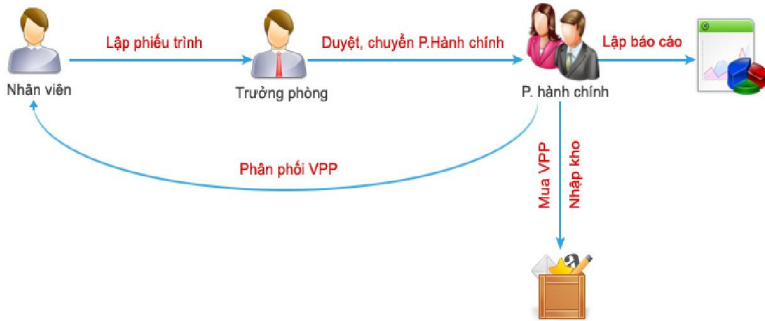 Lập phiếu trình
Duyệt, chuyển P.Hành chính
Lập báo cáo
Nhân viên
Trưởng phòng
P. hành chính
Phân phối VPP
Mua VPP
Nhập kho